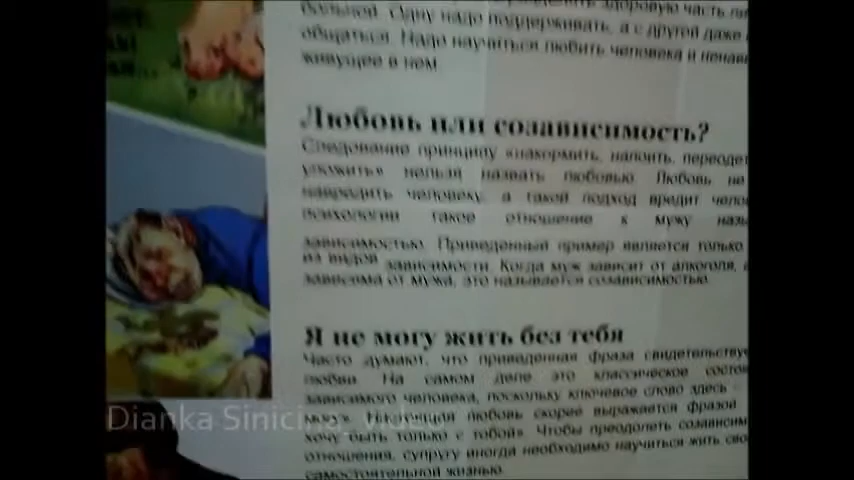 здоровую часть
больной. Одну надо поддерживать, а с другой даже
общаться. Надо научиться любить человека и
живущее в нем
Любовь или созависимость?
Следование принципу «накормить, напоить,
уложить» нельзя назвать любовью. Любовь не
навредить человеку, а такой подход вредит
психологии такое отношение к мужу
зависимостью. Приведенный пример является только
из видов зависимости. Когда муж зависит от алкоголя,
зависима от мужа, это называется созависимостью.
Я не могу жить без тебя
Часто думают, что приведенная фраза
любви. На самом деле это классическое
зависимого человека, поскольку ключевое слово здесь
могу». Настоящая любовь скорее выражается фразой
хочу быть только с тобой». Чтобы преодолеть
отношения, супругу иногда необходимо научиться жить
самостоятельной жизнью.
Dianka Sinicina, video